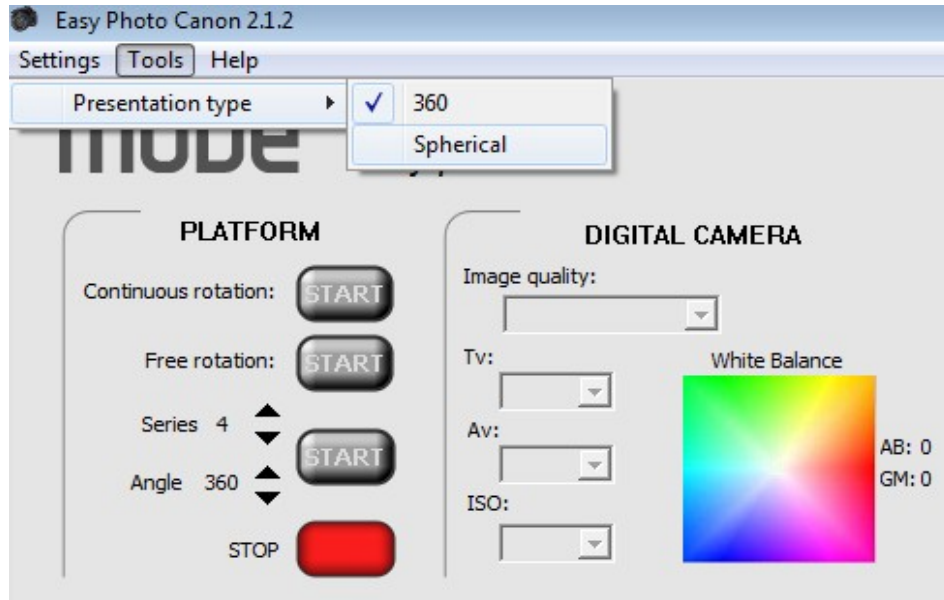 Easy Photo Canon 2.1.2
Settings Tools Help
Presentation type
360
Spherical
mode
PLATFORM
Continuous rotation: START
Free rotation: START
Series 4
START
Angle 360
STOP
DIGITAL CAMERA
Image quality:
Tv:
White Balance
Av:
AB: 0
GM: 0
ISO: